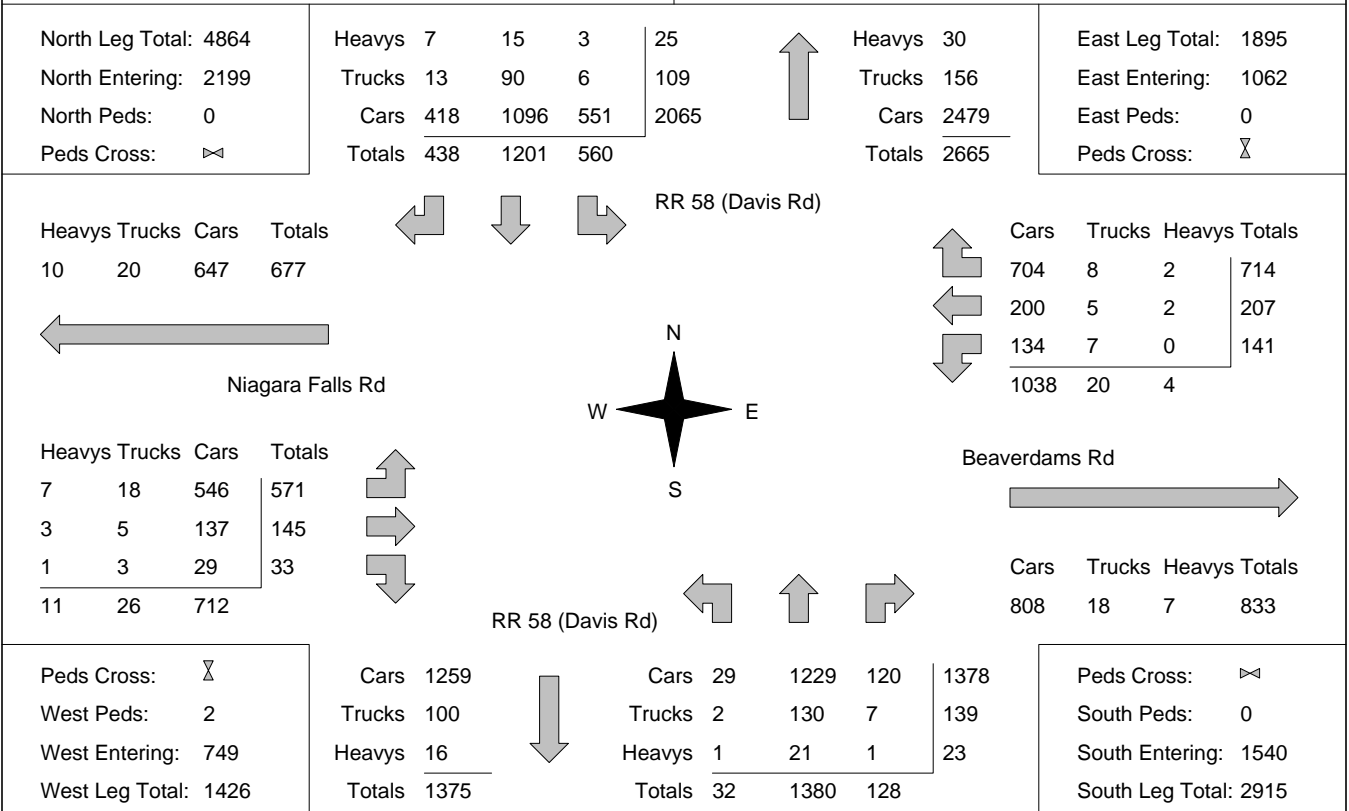 North Leg Total: 4864
North Entering: 2199
North Peds: 0
Peds Cross:
Heavys 7 15 3 25
Trucks 13 90 6 109
Cars 418 1096 551 2065
Totals 438 1201 560
Heavys 30
Trucks 156
Cars 2479
Totals 2665
East Leg Total: 1895
East Entering: 1062
East Peds: 0
Peds Cross:
RR 58 (Davis Rd)
Heavys Trucks Cars Totals
10 20 647 677
Cars Trucks Heavys Totals
704 8 2 714
200 5 2 207
134 7 0 141
1038 20 4
Niagara Falls Rd
N
W E
S
Heavys Trucks Cars Totals
7 18 546 571
3 5 137 145
1 3 29 33
11 26 712
Beaverdams Rd
Cars Trucks Heavys Totals
808 18 7 833
RR 58 (Davis Rd)
Peds Cross:
West Peds: 2
West Entering: 749
West Leg Total: 1426
Cars 1259
Trucks 100
Heavys 16
Totals 1375
Cars 29 1229 120 1378
Trucks 2 130 7 139
Heavys 1 21 1 23
Totals 32 1380 128
Peds Cross:
South Peds: 0
South Entering: 1540
South Leg Total: 2915